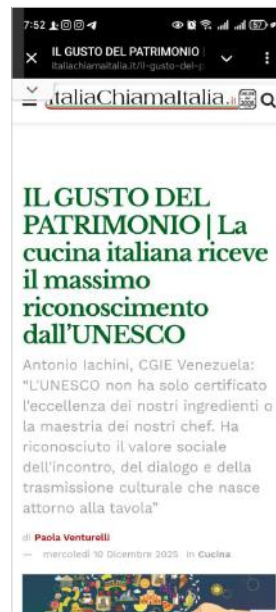 7:52
57
IL GUSTO DEL PATRIMONIO |
italiachiamaitalia.it/il-gusto-del-p
ItaliaChiamaItalia.it
IL GUSTO DEL
PATRIMONIO | La
cucina italiana riceve
il massimo
riconoscimento
dall'UNESCO
Antonio Iachini, CGIE Venezuela:
"L'UNESCO non ha solo certificato
l'eccellenza dei nostri ingredienti o
la maestria dei nostri chef. Ha
riconosciuto il valore sociale
dell'incontro, del dialogo e della
trasmissione culturale che nasce
attorno alla tavola"
di Paola Venturelli
— mercoledì 10 Dicembre 2025 in Cucina